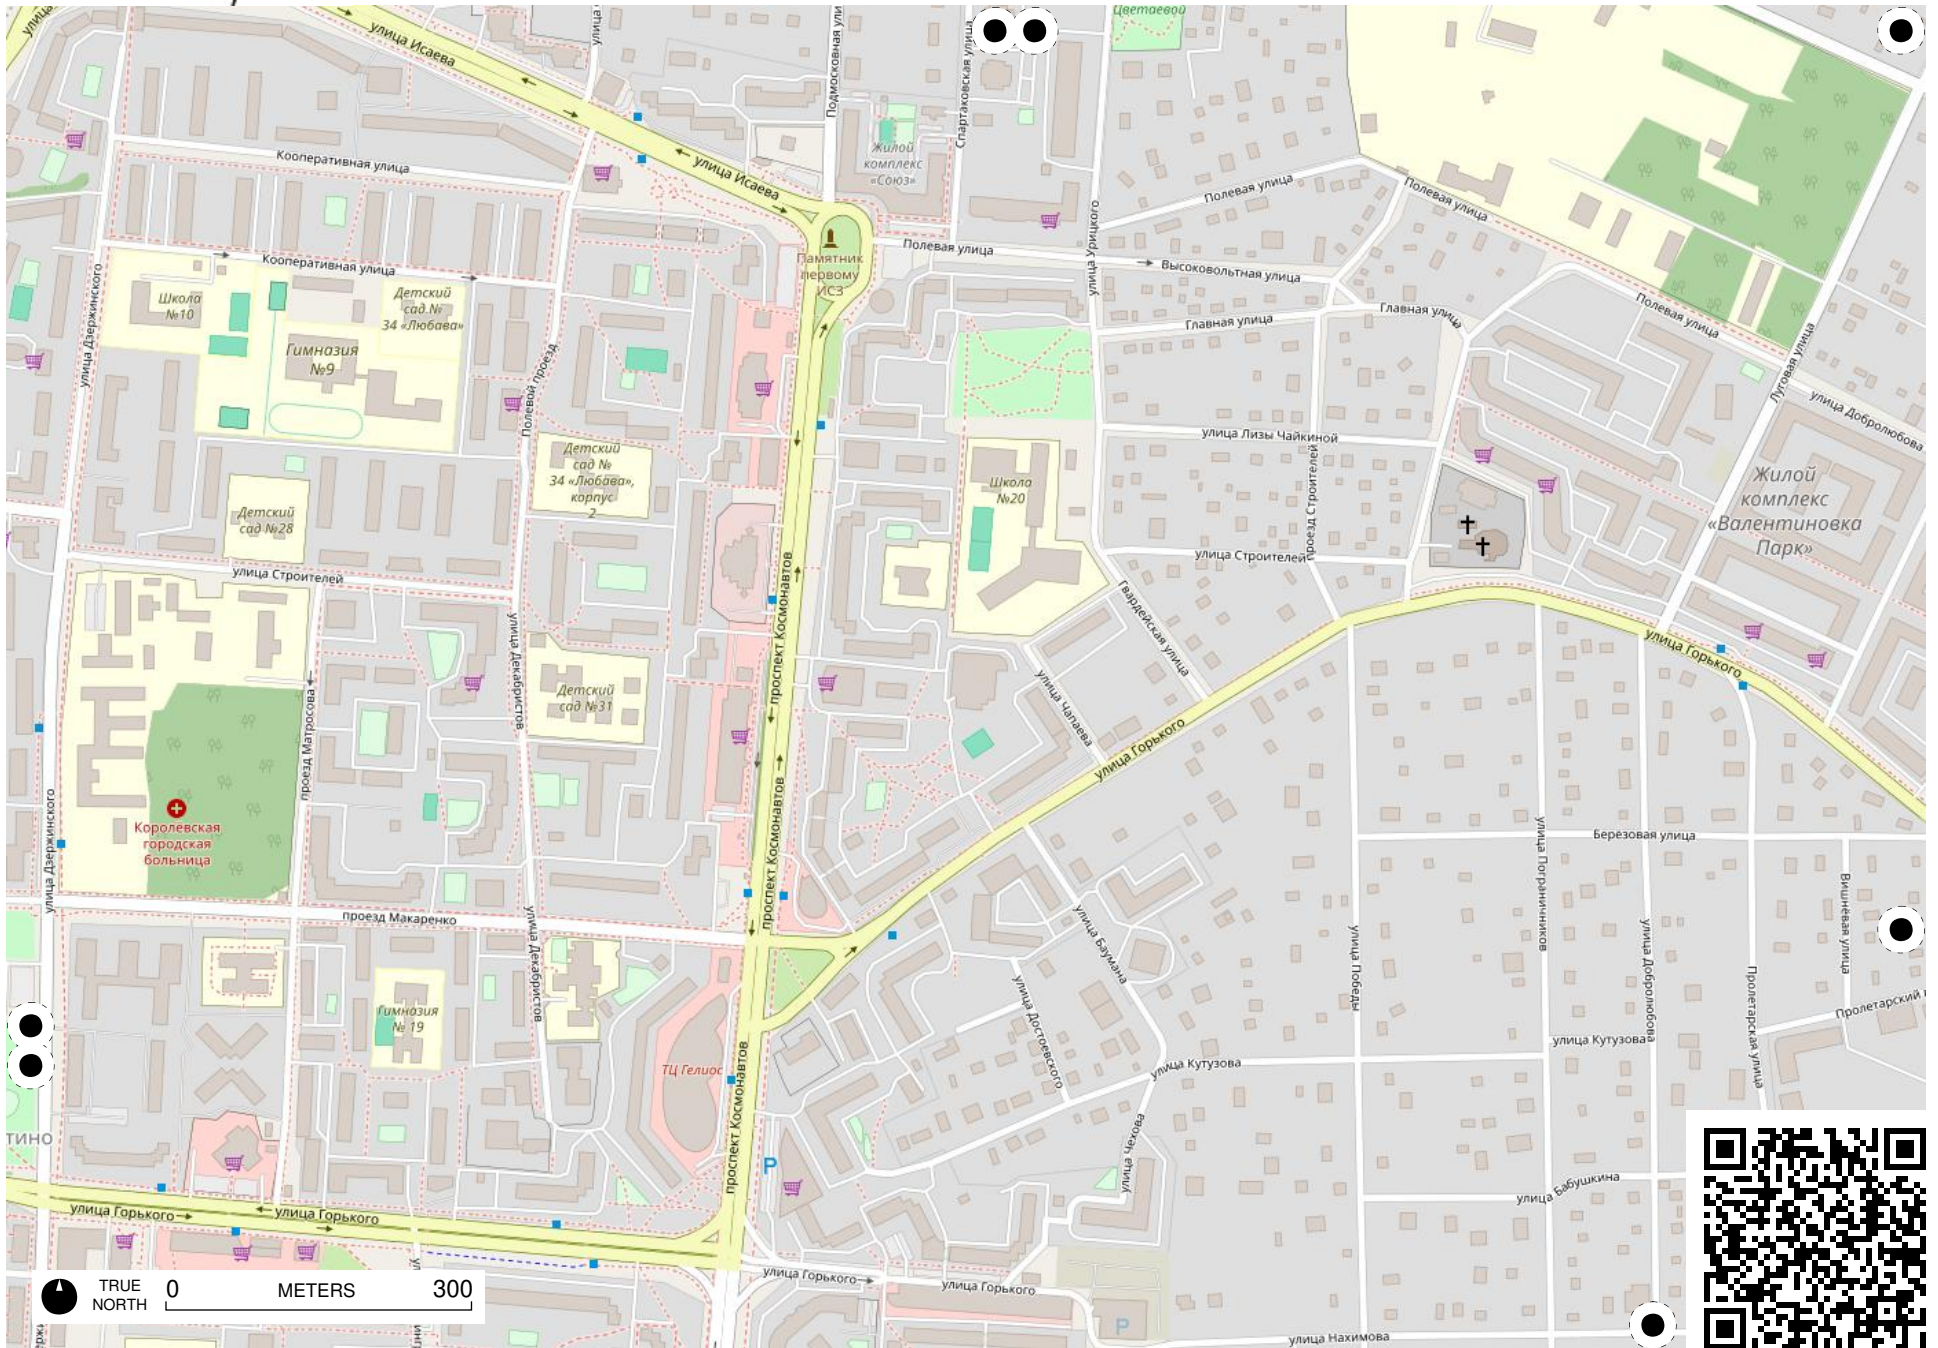 улица Исаева
Подмосковная ули
Спартаковская улица
Цветаевой
Кооперативная улица
улица Исаева
Жилой
комплекс
«Союз»
Полевая улица
Полевая улица
улица Урицкого
Полевая улица
Высоковольтная улица
Памятник
первому
ИСЗ
Кооперативная улица
Школа
№10
Детский
сад №
34 «Любава»
Гимназия
№9
улица Дзержинского
Полевой проезд
Главная улица
Главная улица
Полевая улица
Луговая улица
улица Добролюбова
улица Лизы Чайкиной
проезд Строителей
Детский
сад №
34 «Любава»,
корпус
2
Школа
№20
Жилой
комплекс
«Валентиновка
Парк»
Детский
сад №28
улица Строителей
улица Строителей
проспект Космонавтов
Гвардейская улица
улица Декабристов
улица Чапаева
улица Горького
Детский
сад №31
проезд Матросова
улица Горького
проспект Космонавтов
Королёвская
городская
больница
улица Дзержинского
проезд Макаренко
улица Декабристов
улица Баумана
улица Достоевского
улица Победы
улица Пограничников
Берёзовая улица
улица Добролюбова
Вишнёвая улица
Пролетарская улица
Пролетарский
Гимназия
№ 19
ТЦ Гелиос
проспект Космонавтов
улица Кутузова
улица Кутузова
улица Чехова
улица Бабушкина
тино
P
улица Горького
улица Горького
улица Горького
улица Горького
P
улица Нахимова
TRUE
NORTH
0 METERS 300